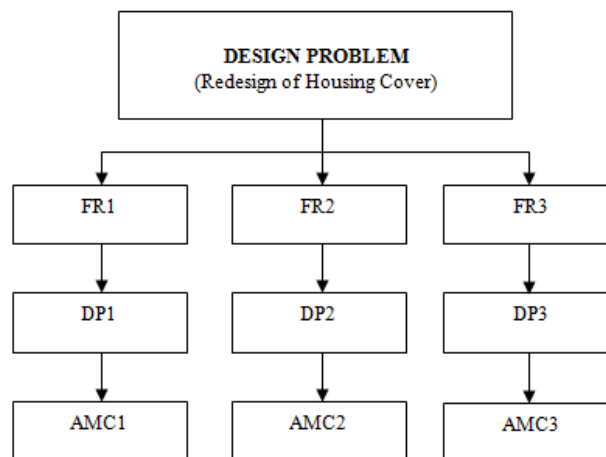 DESIGN PROBLEM
(Redesign of Housing Cover)
FR1 FR2 FR3
DP1 DP2 DP3
AMC1 AMC2 AMC3